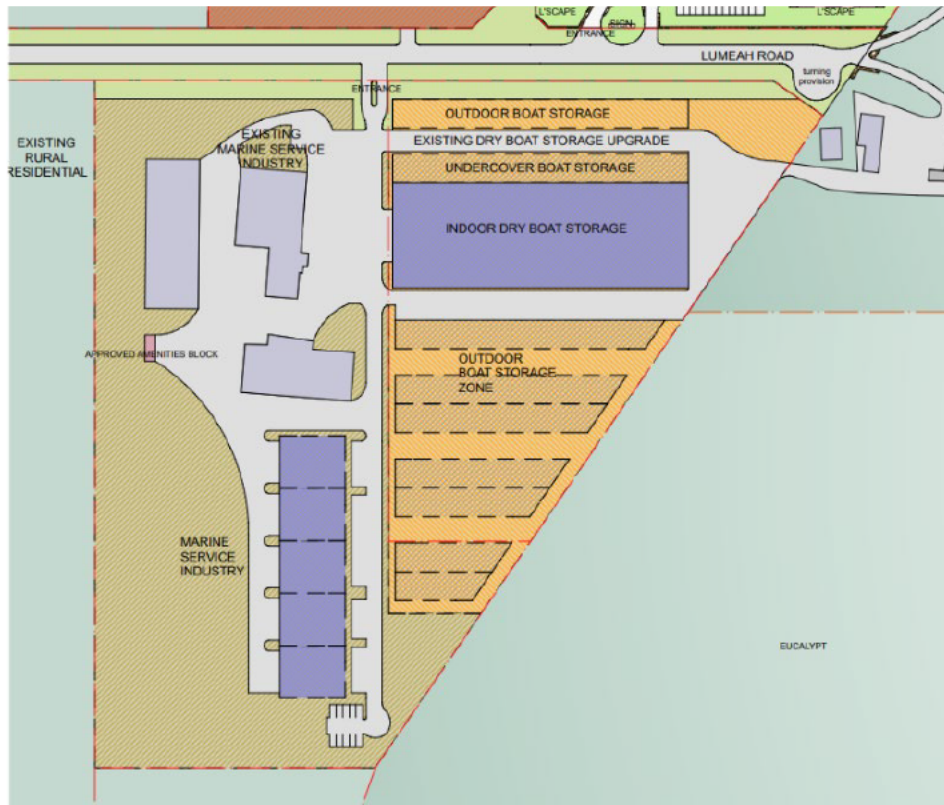 L'SCAPE
SIGN
L'SCAPE
ENTRANCE
LUMEAH ROAD
turning
provision
ENTRANCE
OUTDOOR BOAT STORAGE
EXISTING
RURAL
RESIDENTIAL
EXISTING
MARINE SERVICE
INDUSTRY
EXISTING DRY BOAT STORAGE UPGRADE
UNDERCOVER BOAT STORAGE
INDOOR DRY BOAT STORAGE
APPROVED AMENITIES BLOCK
OUTDOOR
BOAT STORAGE
ZONE
MARINE
SERVICE
INDUSTRY
EUCALYPT